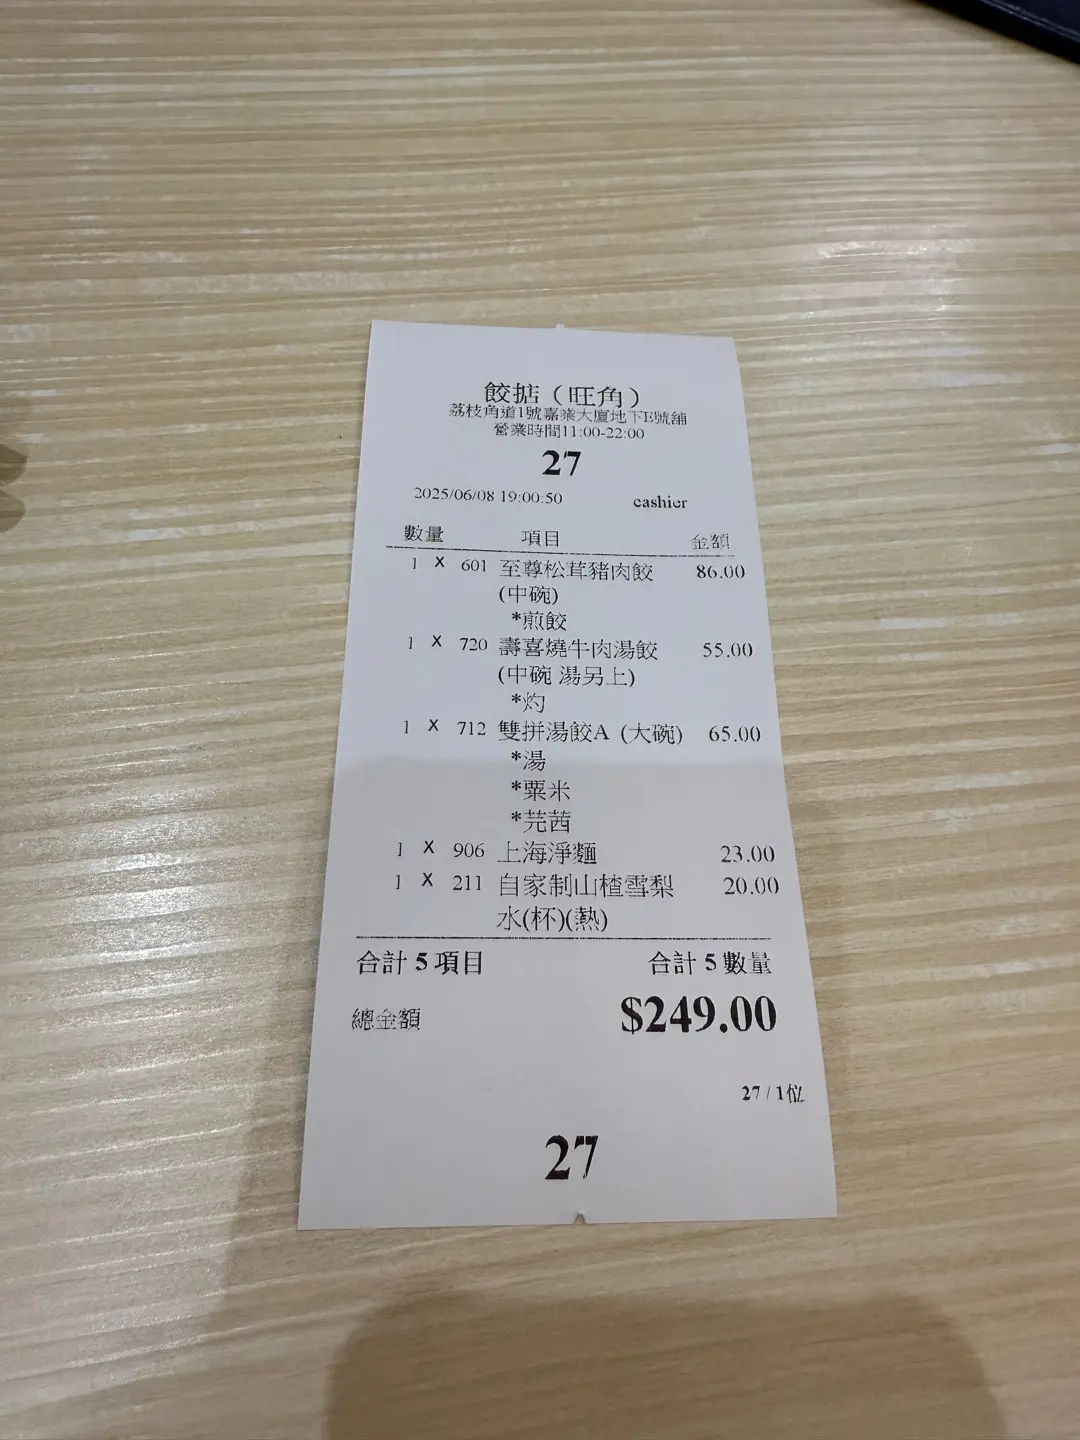 餃掂（旺角）
荔枝角道1號嘉業大廈地下E號舖
營業時間11:00-22:00
27
2025/06/08 19:00:50 cashier
數量 項目 金額
1 X 601 至尊松茸豬肉餃 86.00
(中碗)
*煎餃
1 X 720 壽喜燒牛肉湯餃 55.00
(中碗 湯另上)
*灼
1 X 712 雙拼湯餃A (大碗) 65.00
*湯
*粟米
*芫茜
1 X 906 上海淨麵 23.00
1 X 211 自家制山楂雪梨 20.00
水(杯)(熱)
合計 5 項目 合計 5 數量
總金額 $249.00
27 / 1位
27